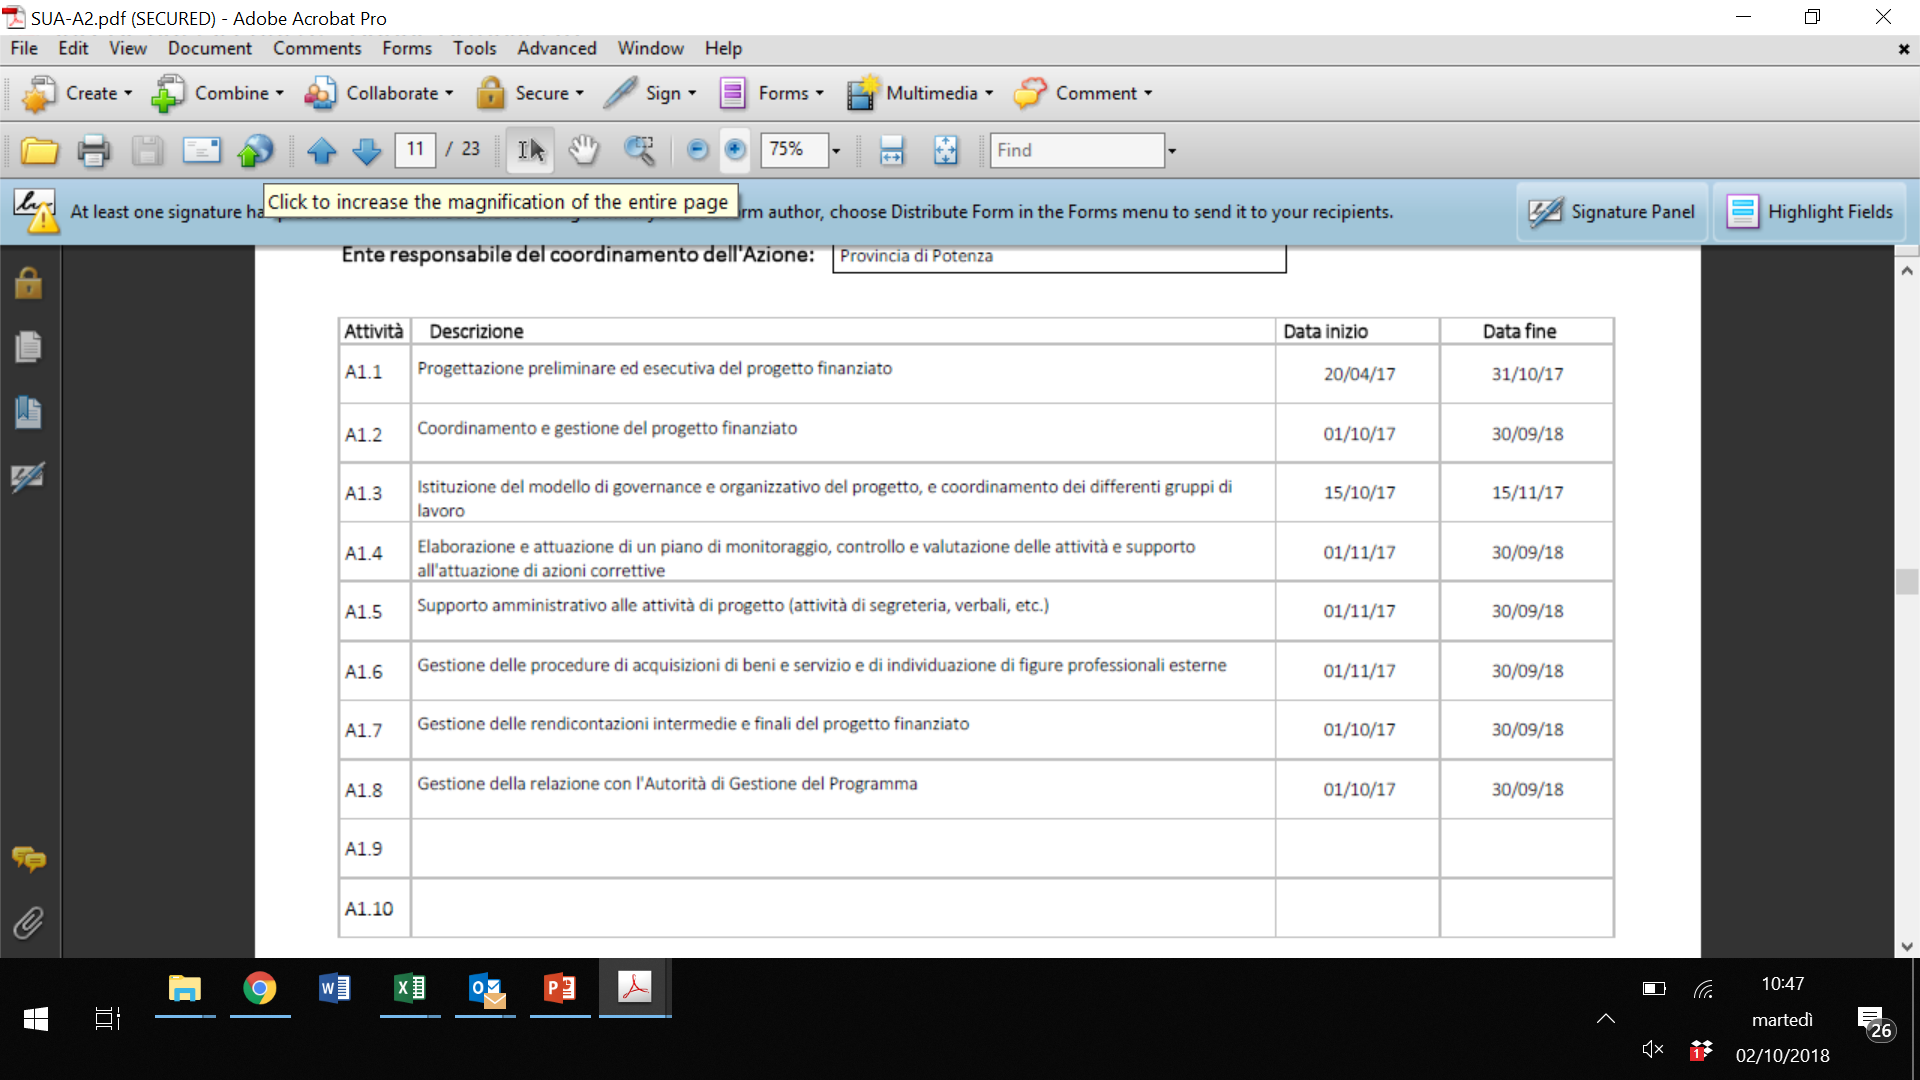 SUA-A2.pdf (SECURED) - Adobe Acrobat Pro
File Edit View Document Comments Forms Tools Advanced Window Help
Create Combine Collaborate Secure Sign Forms Multimedia Comment
11 / 23 75% Find
Click to increase the magnification of the entire page
At least one signature ha rm author, choose Distribute Form in the Forms menu to send it to your recipients. Signature Panel Highlight Fields
Ente responsabile del coordinamento dell'Azione: Provincia di Potenza
Attività Descrizione Data inizio Data fine
A1.1 Progettazione preliminare ed esecutiva del progetto finanziato 20/04/17 31/10/17
A1.2 Coordinamento e gestione del progetto finanziato 01/10/17 30/09/18
A1.3 Istituzione del modello di governance e organizzativo del progetto, e coordinamento dei differenti gruppi di 15/10/17 15/11/17
lavoro
A1.4 Elaborazione e attuazione di un piano di monitoraggio, controllo e valutazione delle attività e supporto 01/11/17 30/09/18
all'attuazione di azioni correttive
A1.5 Supporto amministrativo alle attività di progetto (attività di segreteria, verbali, etc.) 01/11/17 30/09/18
A1.6 Gestione delle procedure di acquisizioni di beni e servizio e di individuazione di figure professionali esterne 01/11/17 30/09/18
A1.7 Gestione delle rendicontazioni intermedie e finali del progetto finanziato 01/10/17 30/09/18
A1.8 Gestione della relazione con l'Autorità di Gestione del Programma 01/10/17 30/09/18
A1.9
A1.10
10:47
martedì
02/10/2018
26
1